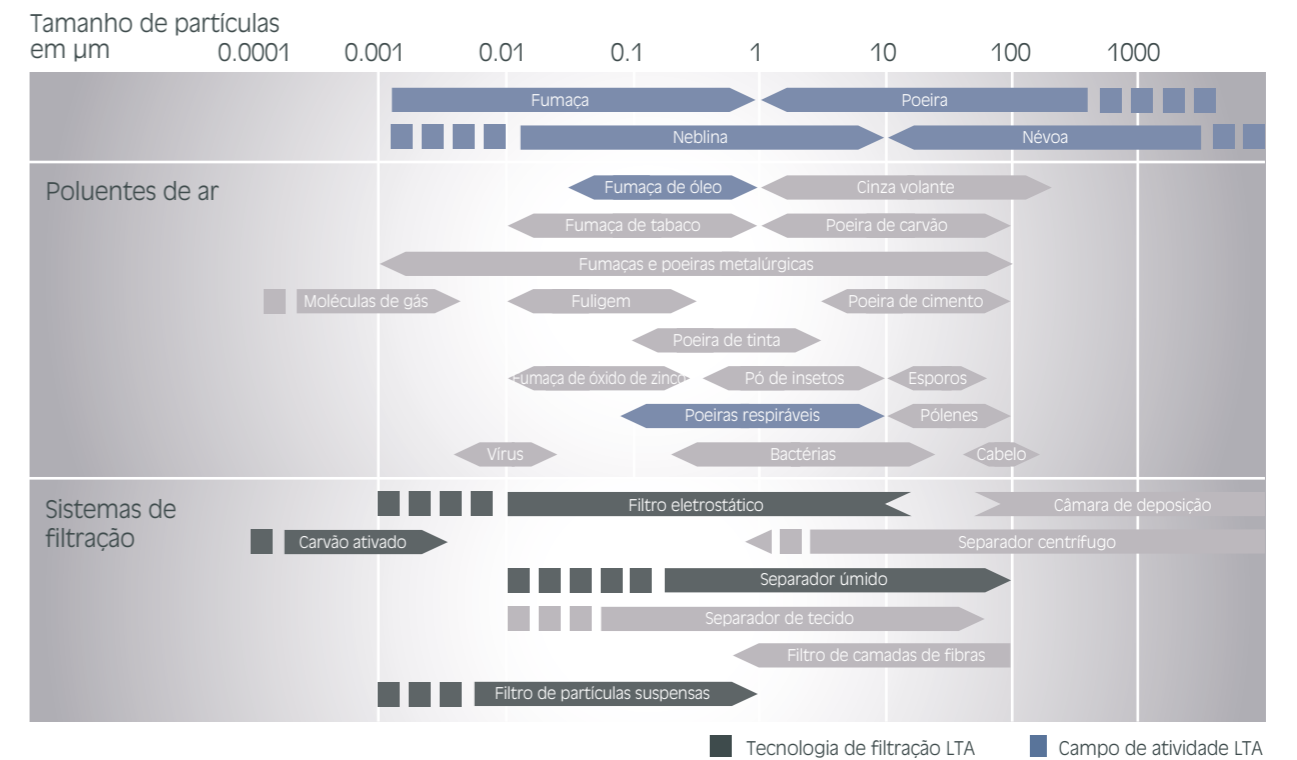 Tamanho de partículas
em µm 0.0001 0.001 0.01 0.1 1 10 100 1000
Fumaça Poeira
Neblina Névoa
Poluentes de ar
Fumaça de óleo Cinza volante
Fumaça de tabaco Poeira de carvão
Fumaças e poeiras metalúrgicas
Moléculas de gás Fuligem Poeira de cimento
Poeira de tinta
Fumaça de óxido de zinco Pó de insetos Esporos
Poeiras respiráveis Pólenes
Vírus Bactérias Cabelo
Sistemas de
filtração
Filtro eletrostático Câmara de deposição
Carvão ativado Separador centrífugo
Separador úmido
Separador de tecido
Filtro de camadas de fibras
Filtro de partículas suspensas
Tecnologia de filtração LTA Campo de atividade LTA